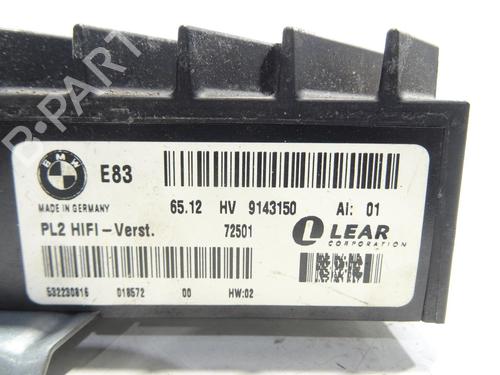 B-PARTS
BMW
E83
65.12 HV 9143150 AI: 01
MADE IN GERMANY
PL2 HIFI-Verst. 72501
LEAR
CORPORATION
532230816 018572 00 HW:02